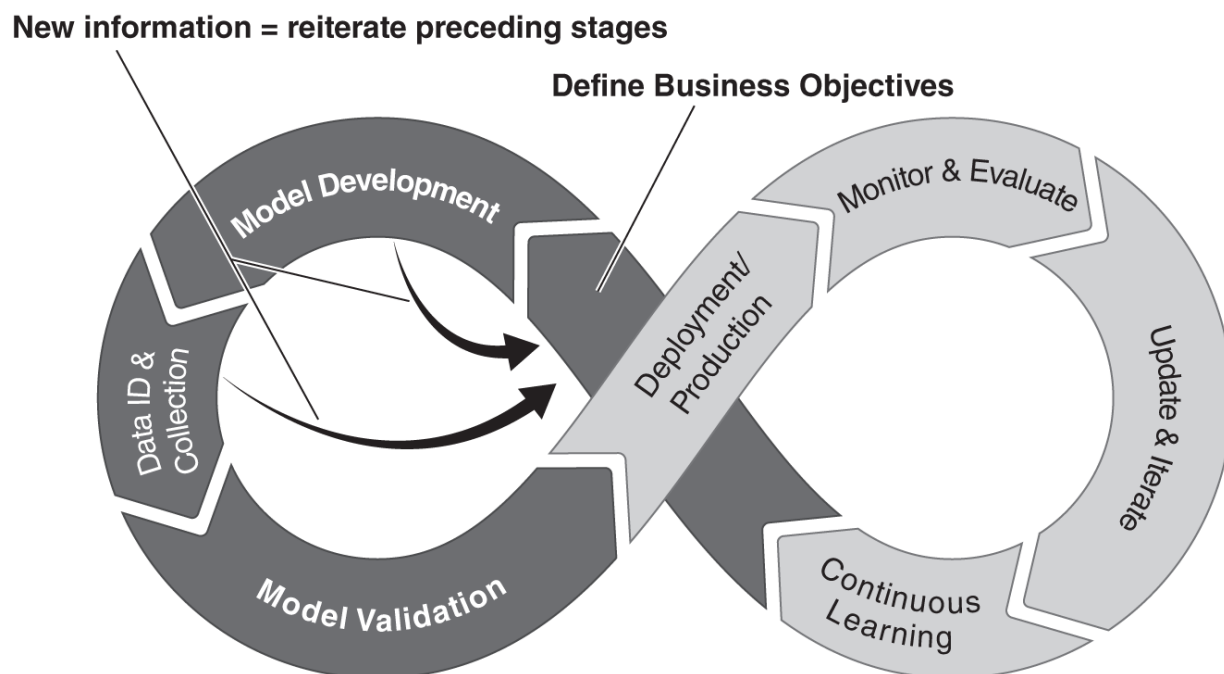 New information = reiterate preceding stages
Define Business Objectives
Model Development
Monitor & Evaluate
Deployment/
Production
Data ID &
Collection
Update & Iterate
Model Validation
Continuous
Learning